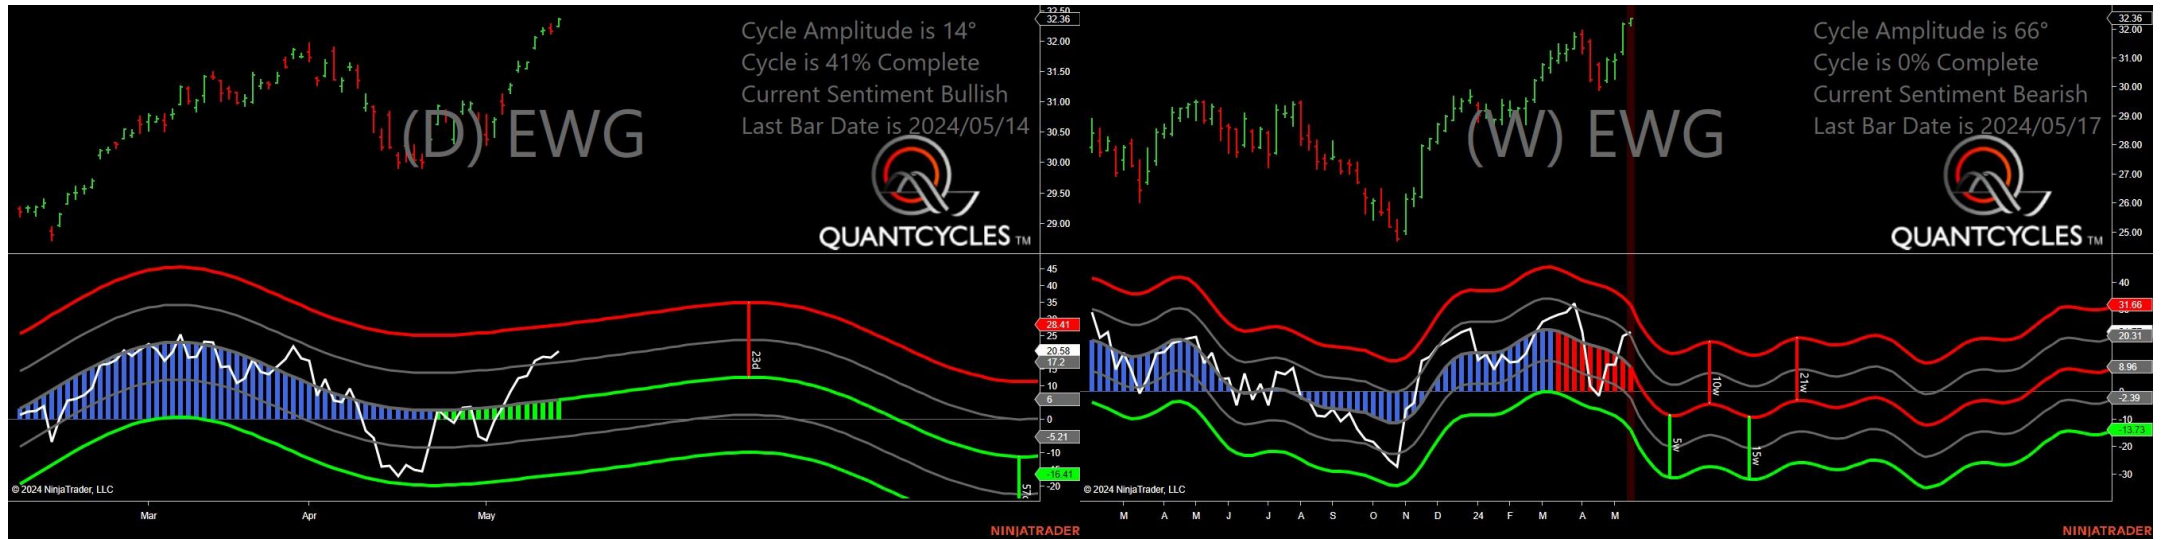 Cycle Amplitude is 14°
Cycle is 41% Complete
Current Sentiment Bullish
Last Bar Date is 2024/05/14
(D) EWG
QUANTCYCLES TM
32.50
32.36
32.00
31.50
31.00
30.50
30.00
29.50
29.00
45
40
35
28.41
25
20.58
17.2
10
6
0
-5.21
-10
-16.41
-20
23d
© 2024 NinjaTrader, LLC
Mar
Apr
May
NINJATRADER
Cycle Amplitude is 66°
Cycle is 0% Complete
Current Sentiment Bearish
Last Bar Date is 2024/05/17
(W) EWG
QUANTCYCLES TM
32.36
32.00
31.00
30.00
29.00
28.00
27.00
26.00
25.00
40
31.66
20.31
8.96
-2.39
-10
-13.73
-20
-30
10w
21w
5w
15w
© 2024 NinjaTrader, LLC
M A M J J A S O N D 24 F M A M
NINJATRADER